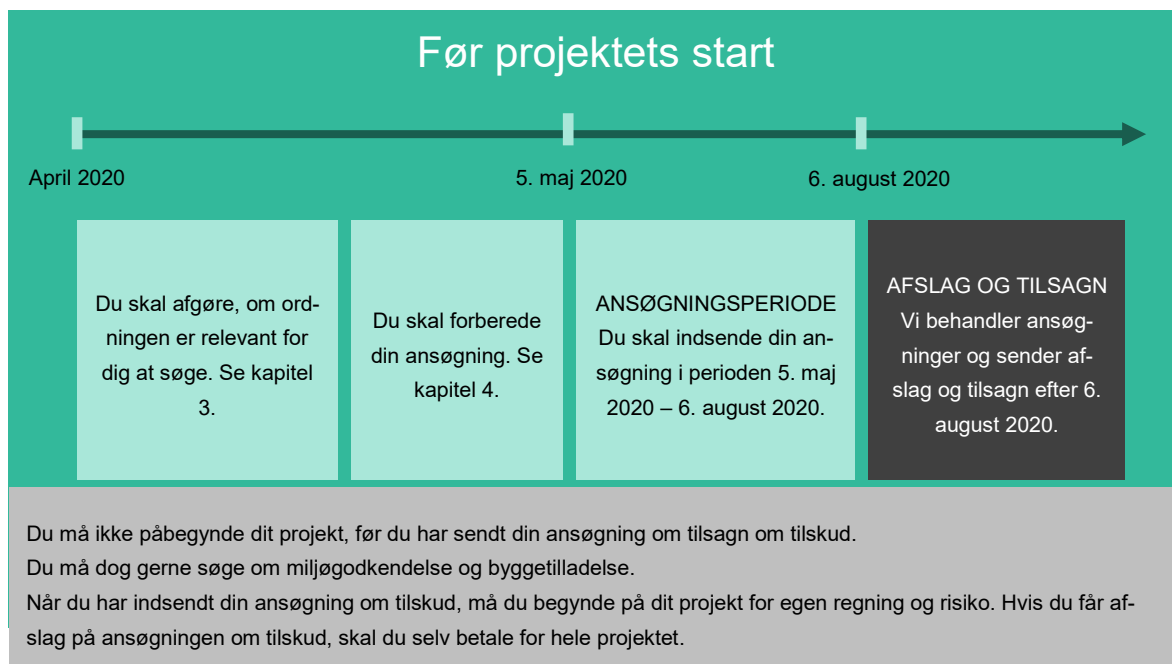 Før projektets start
April 2020
5. maj 2020
6. august 2020
Du skal afgøre, om ord-
ningen er relevant for
dig at søge. Se kapitel
3.
Du skal forberede
din ansøgning. Se
kapitel 4.
ANSØGNINGSPERIODE
Du skal indsende din an-
søgning i perioden 5. maj
2020 – 6. august 2020.
AFSLAG OG TILSAGN
Vi behandler ansøg-
ninger og sender af-
slag og tilsagn efter 6.
august 2020.
Du må ikke påbegynde dit projekt, før du har sendt din ansøgning om tilsagn om tilskud.
Du må dog gerne søge om miljøgodkendelse og byggetilladelse.
Når du har indsendt din ansøgning om tilskud, må du begynde på dit projekt for egen regning og risiko. Hvis du får af-
slag på ansøgningen om tilskud, skal du selv betale for hele projektet.